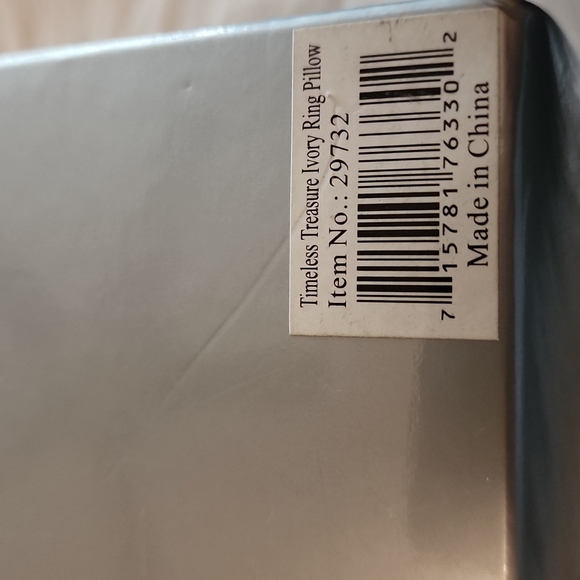 Timeless Treasure Ivory Ring Pillow
Item No.: 29732
7 15781 76330 2
Made in China